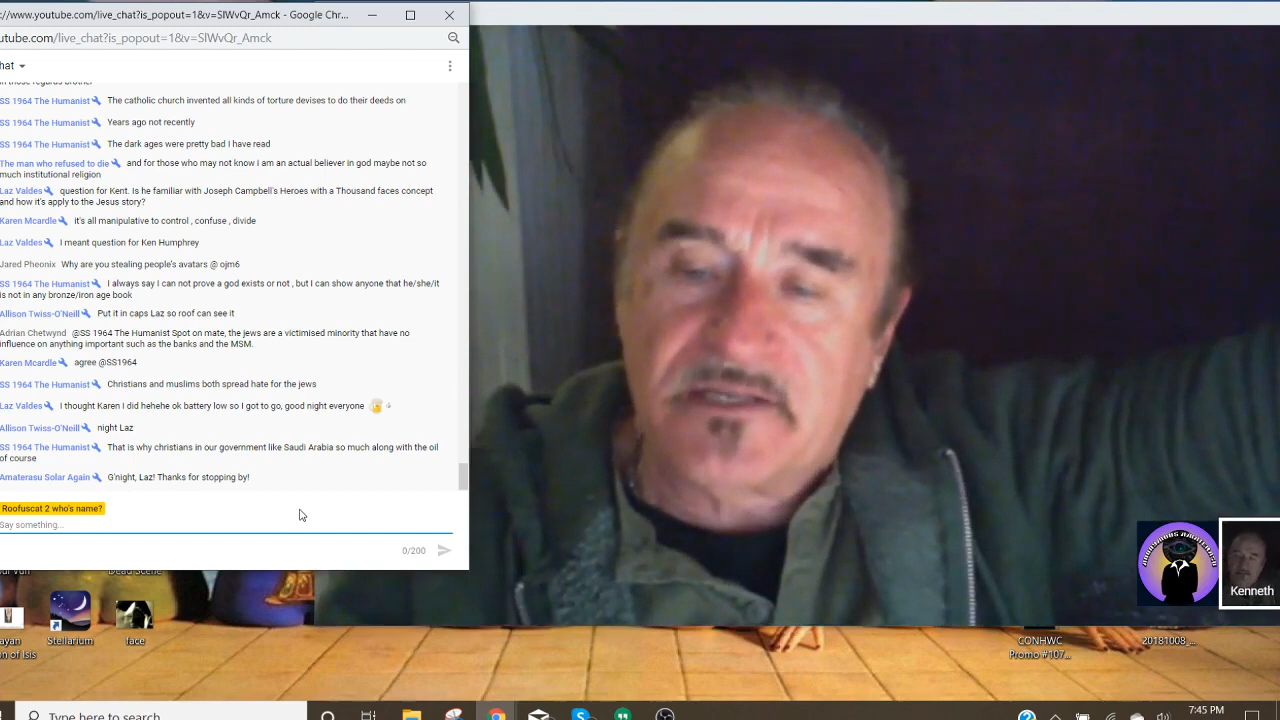 ://www.youtube.com/live_chat?is_popout=1&v=SlWvQr_Amck - Google Chr...
utube.com/live_chat?is_popout=1&v=SlWvQr_Amck
hat
SS 1964 The Humanist The catholic church invented all kinds of torture devises to do their deeds on
SS 1964 The Humanist Years ago not recently
SS 1964 The Humanist The dark ages were pretty bad I have read
The man who refused to die and for those who may not know i am an actual believer in god maybe not so
much institutional religion
Laz Valdes question for Kent. Is he familiar with Joseph Campbell's Heroes with a Thousand faces concept
and how it's apply to the Jesus story?
Karen Mcardle it's all manipulative to control , confuse , divide
Laz Valdes I meant question for Ken Humphrey
Jared Pheonix Why are you stealing people's avatars @ ojm6
SS 1964 The Humanist I always say I can not prove a god exists or not , but I can show anyone that he/she/it
is not in any bronze/iron age book
Allison Twiss-O'Neill Put it in caps Laz so roof can see it
Adrian Chetwynd @SS 1964 The Humanist Spot on mate, the jews are a victimised minority that have no
influence on anything important such as the banks and the MSM.
Karen Mcardle agree @SS1964
SS 1964 The Humanist Christians and muslims both spread hate for the jews
Laz Valdes I thought Karen I did hehehe ok battery low so I got to go, good night everyone
Allison Twiss-O'Neill night Laz
SS 1964 The Humanist That is why christians in our government like Saudi Arabia so much along with the oil
of course
Amaterasu Solar Again G'night, Laz! Thanks for stopping by!
Roofuscat 2 who's name?
Say something...
0/200
Kenneth
Dead Scene
ayan
on of Isis
Stellarium
face
CONHWC
Promo #107...
20181008_...
Type here to search
7:45 PM